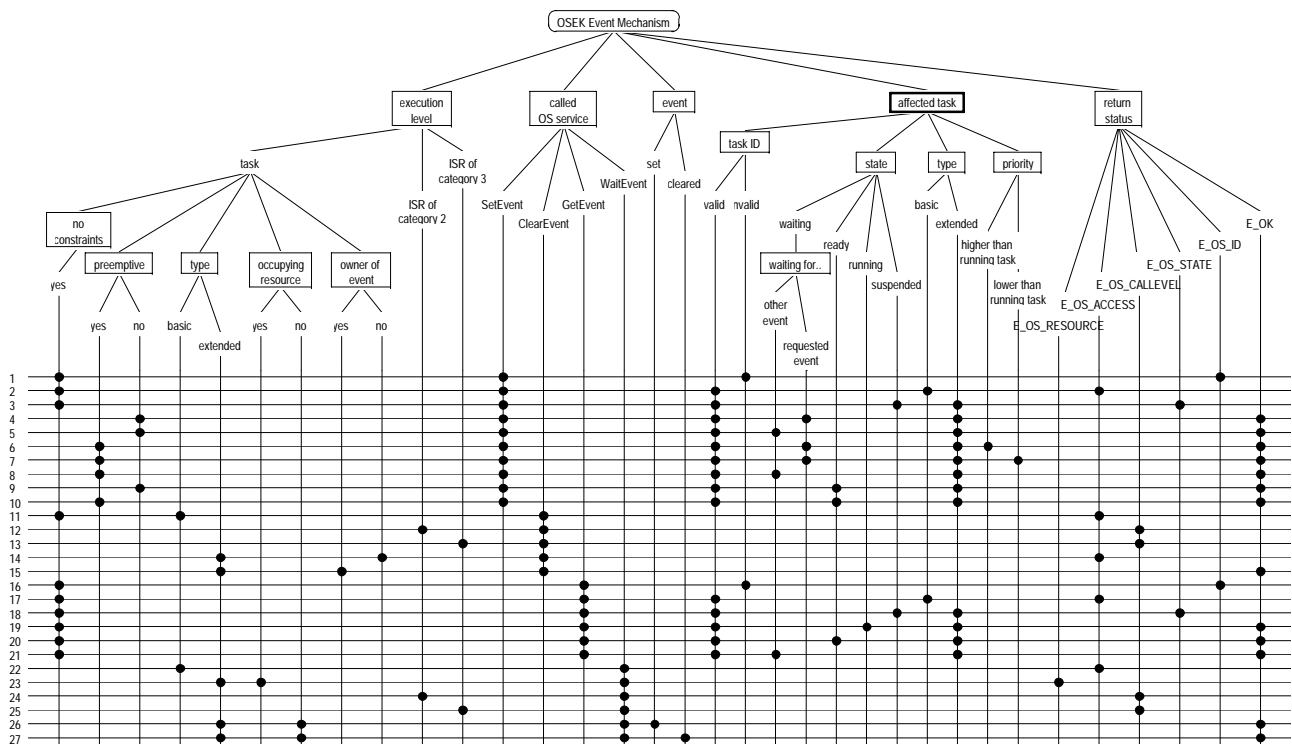 OSEK Event Mechanism
execution
level
called
OS service
event
affected task
return
status
task ID
task
ISR of
category 3
set
state
type
priority
WaitEvent
cleared
SetEvent
GetEvent
valid
invalid
basic
ISR of
category 2
no
constraints
ClearEvent
waiting
extended
E_OK
ready
higher than
running task
E_OS_ID
preemptive
type
occupying
resource
owner of
event
waiting for..
running
E_OS_STATE
yes
suspended
lower than
running task
E_OS_CALLEVEL
other
event
E_OS_ACCESS
yes
no
basic
yes
no
yes
no
E_OS_RESOURCE
extended
requested
event
1
2
3
4
5
6
7
8
9
10
11
12
13
14
15
16
17
18
19
20
21
22
23
24
25
26
27